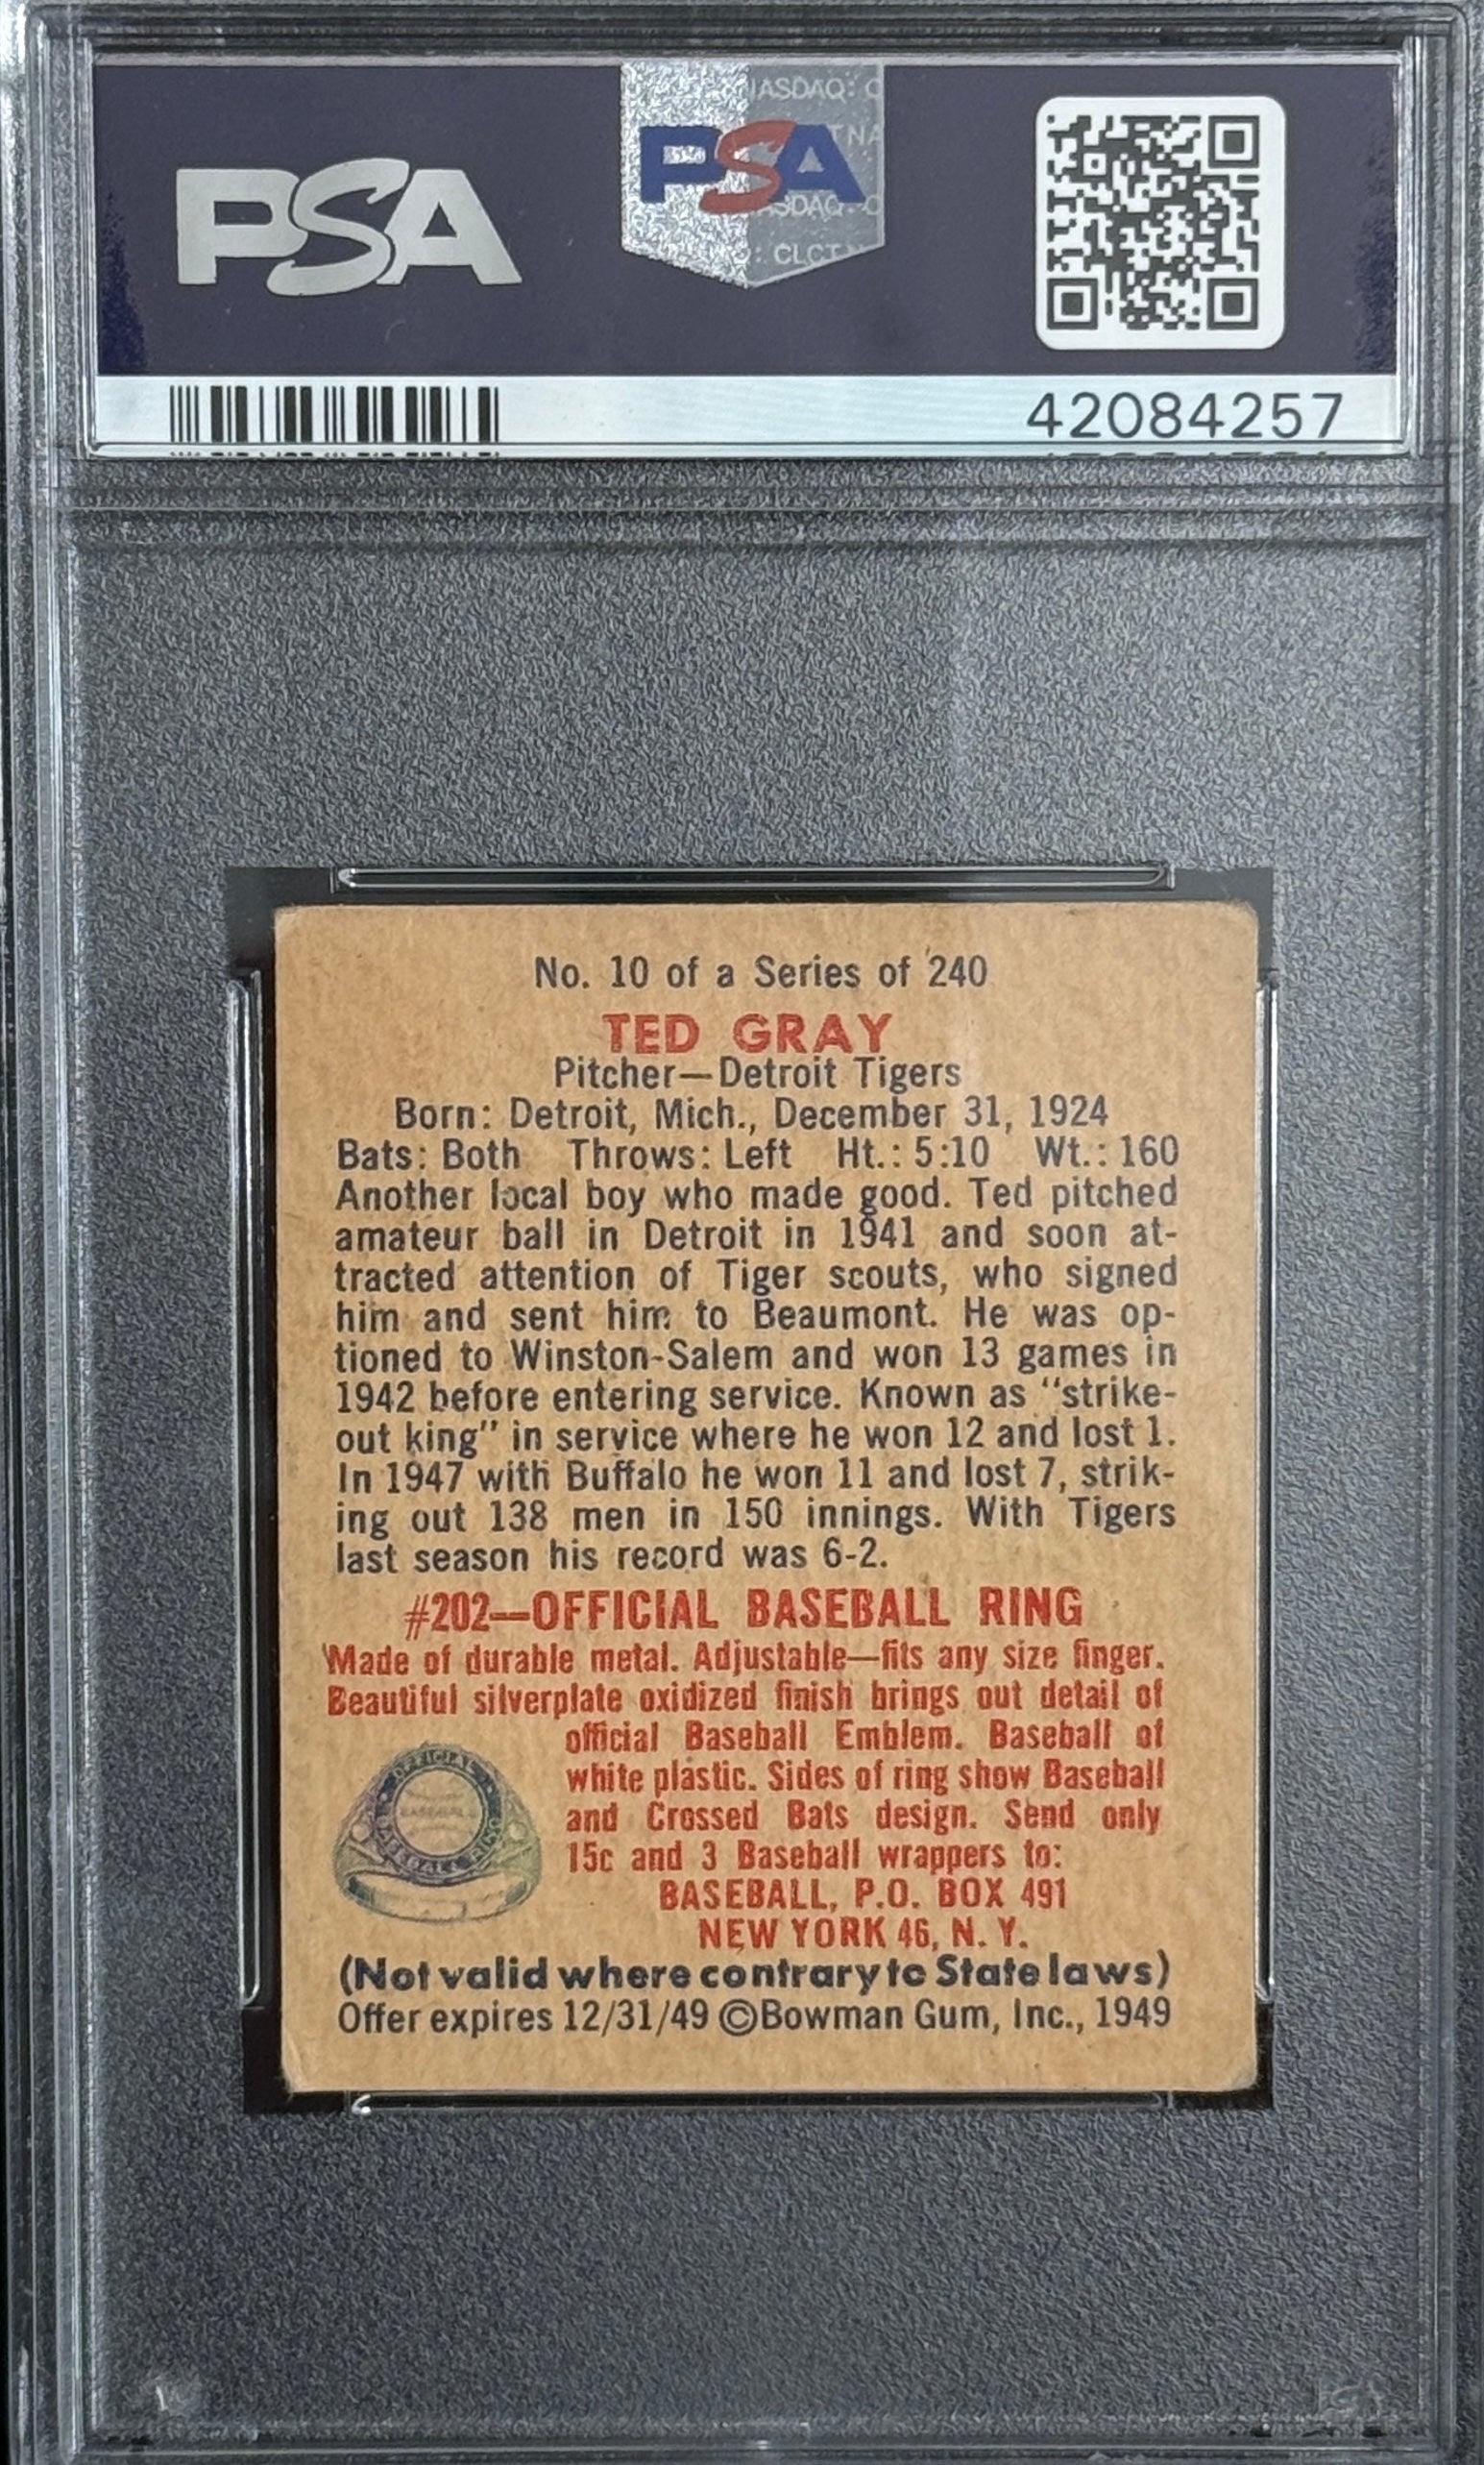 PSA
NASDAQ: C
PSA
TNA
ASDAQ: C
: CLCT
42084257
No. 10 of a Series of 240
TED GRAY
Pitcher—Detroit Tigers
Born: Detroit, Mich., December 31, 1924
Bats: Both Throws: Left Ht.: 5:10 Wt.: 160
Another local boy who made good. Ted pitched
amateur ball in Detroit in 1941 and soon at-
tracted attention of Tiger scouts, who signed
him and sent him to Beaumont. He was op-
tioned to Winston-Salem and won 13 games in
1942 before entering service. Known as "strike-
out king" in service where he won 12 and lost 1.
In 1947 with Buffalo he won 11 and lost 7, strik-
ing out 138 men in 150 innings. With Tigers
last season his record was 6-2.
#202—OFFICIAL BASEBALL RING
Made of durable metal. Adjustable—fits any size finger.
Beautiful silverplate oxidized finish brings out detail of
official Baseball Emblem. Baseball of
white plastic. Sides of ring show Baseball
and Crossed Bats design. Send only
15c and 3 Baseball wrappers to:
BASEBALL, P.O. BOX 491
NEW YORK 46, N. Y.
OFFICIAL
BASEBALL RING
(Not valid where contrary to State laws)
Offer expires 12/31/49 ©Bowman Gum, Inc., 1949